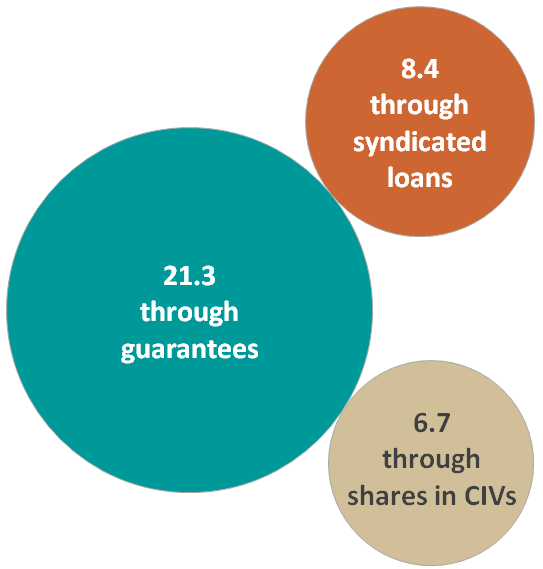 8.4
through
syndicated
loans
21.3
through
guarantees
6.7
through
shares in CIVs